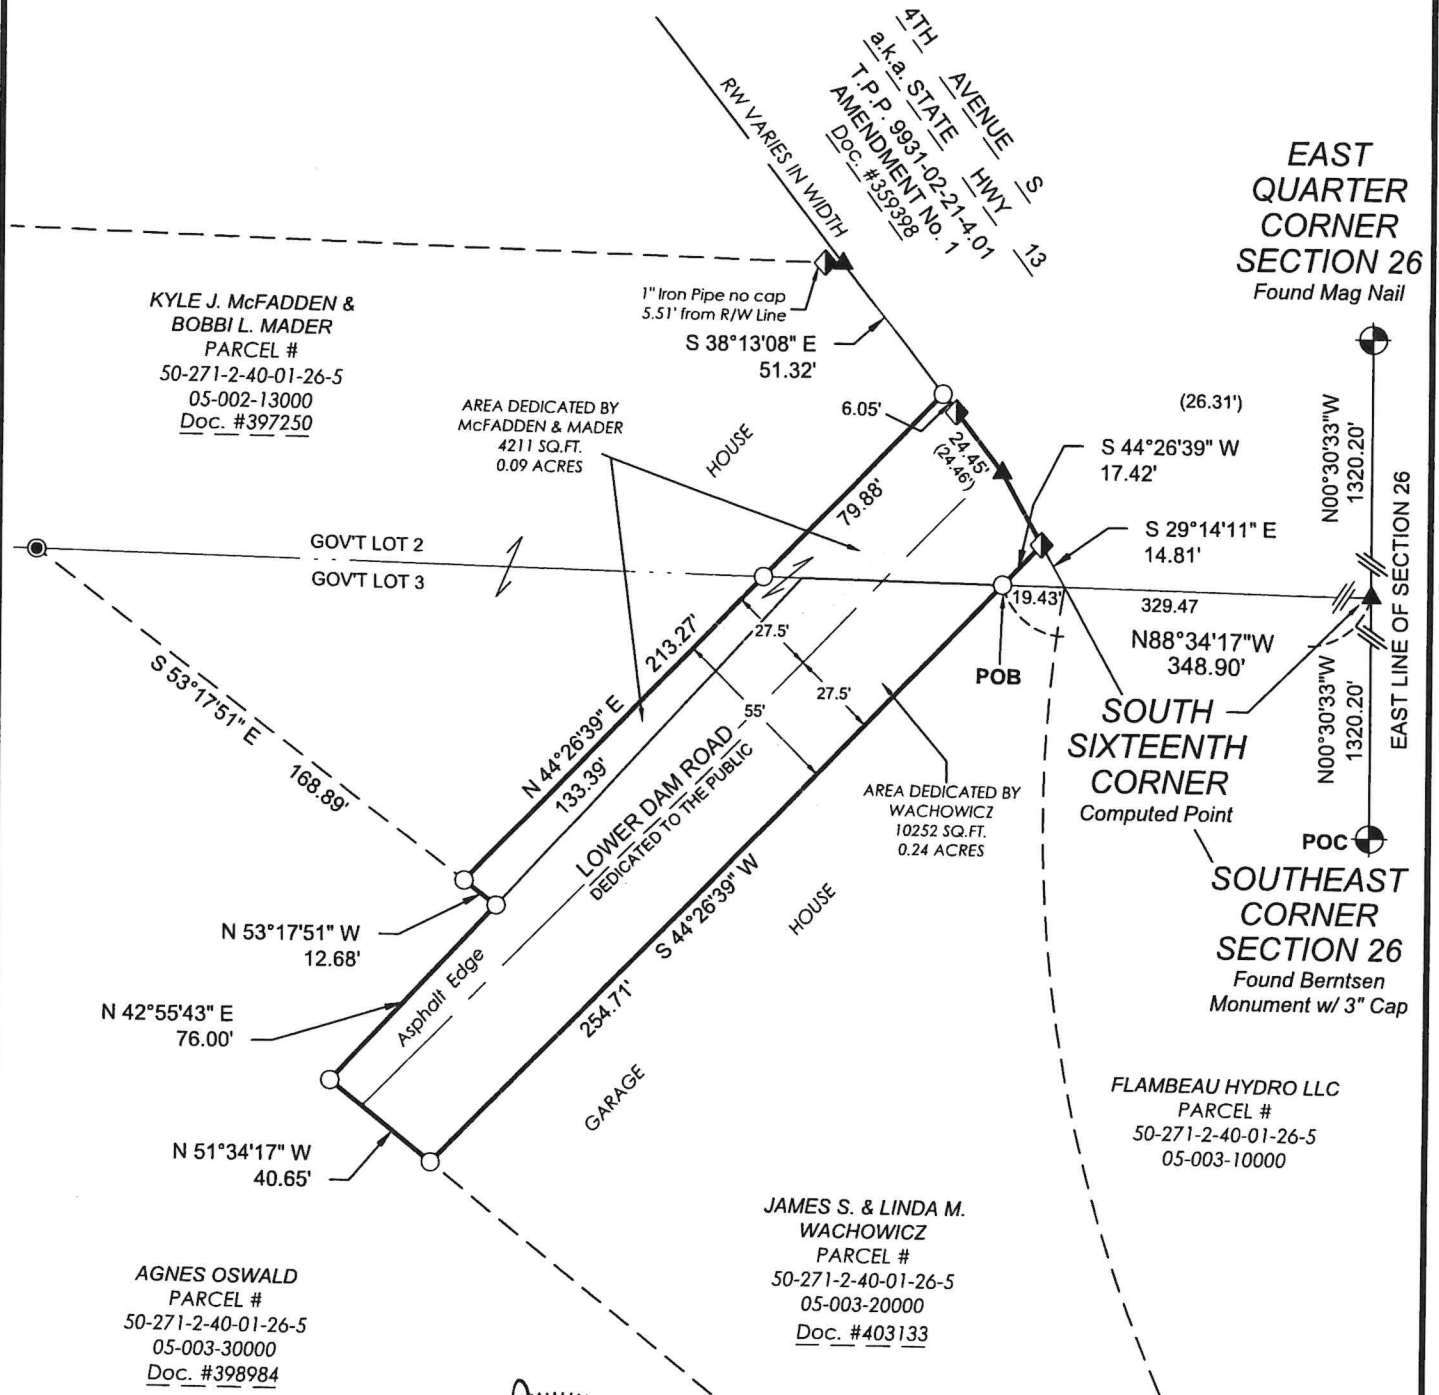 4TH AVENUE S
a.k.a. STATE HWY 13
T.P.P. 9931-02-21-4.01
AMENDMENT No. 1
Doc. #359398
RW VARIES IN WIDTH
EAST
QUARTER
CORNER
SECTION 26
Found Mag Nail
KYLE J. McFADDEN &
BOBBI L. MADER
PARCEL #
50-271-2-40-01-26-5
05-002-13000
Doc. #397250
1" Iron Pipe no cap
5.51' from R/W Line
S 38°13'08" E
51.32'
AREA DEDICATED BY
McFADDEN & MADER
4211 SQ.FT.
0.09 ACRES
HOUSE
6.05'
24.45'
(24.46')
(26.31')
S 44°26'39" W
17.42'
S 29°14'11" E
14.81'
N00°30'33"W
1320.20'
EAST LINE OF SECTION 26
79.88'
GOV'T LOT 2
GOV'T LOT 3
19.43'
329.47
N88°34'17"W
348.90'
POB
27.5'
27.5'
55'
213.27'
N 44°26'39" E
133.39'
S 53°17'51" E
168.89'
LOWER DAM ROAD
DEDICATED TO THE PUBLIC
SOUTH
SIXTEENTH
CORNER
Computed Point
N00°30'33"W
1320.20'
AREA DEDICATED BY
WACHOWICZ
10252 SQ.FT.
0.24 ACRES
POC
SOUTHEAST
CORNER
SECTION 26
Found Berntsen
Monument w/ 3" Cap
N 53°17'51" W
12.68'
S 44°26'39" W
254.71'
HOUSE
N 42°55'43" E
76.00'
Asphalt Edge
GARAGE
N 51°34'17" W
40.65'
FLAMBEAU HYDRO LLC
PARCEL #
50-271-2-40-01-26-5
05-003-10000
JAMES S. & LINDA M.
WACHOWICZ
PARCEL #
50-271-2-40-01-26-5
05-003-20000
Doc. #403133
AGNES OSWALD
PARCEL #
50-271-2-40-01-26-5
05-003-30000
Doc. #398984